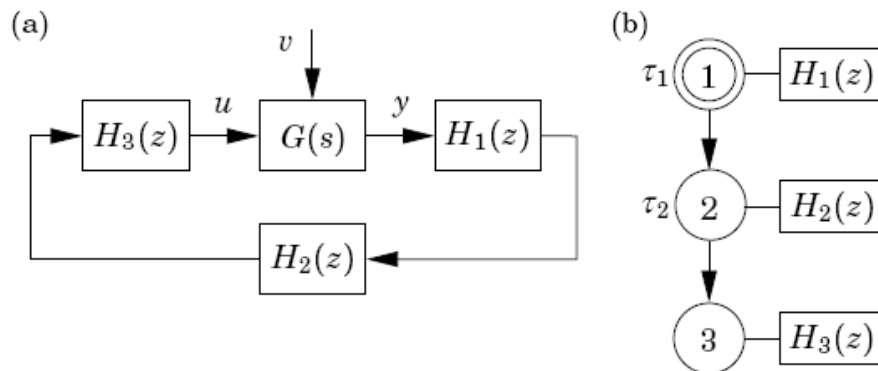 (a)
v
H₃(z) u G(s) y H₁(z)
H₂(z)
(b)
τ₁ 1 H₁(z)
τ₂ 2 H₂(z)
3 H₃(z)